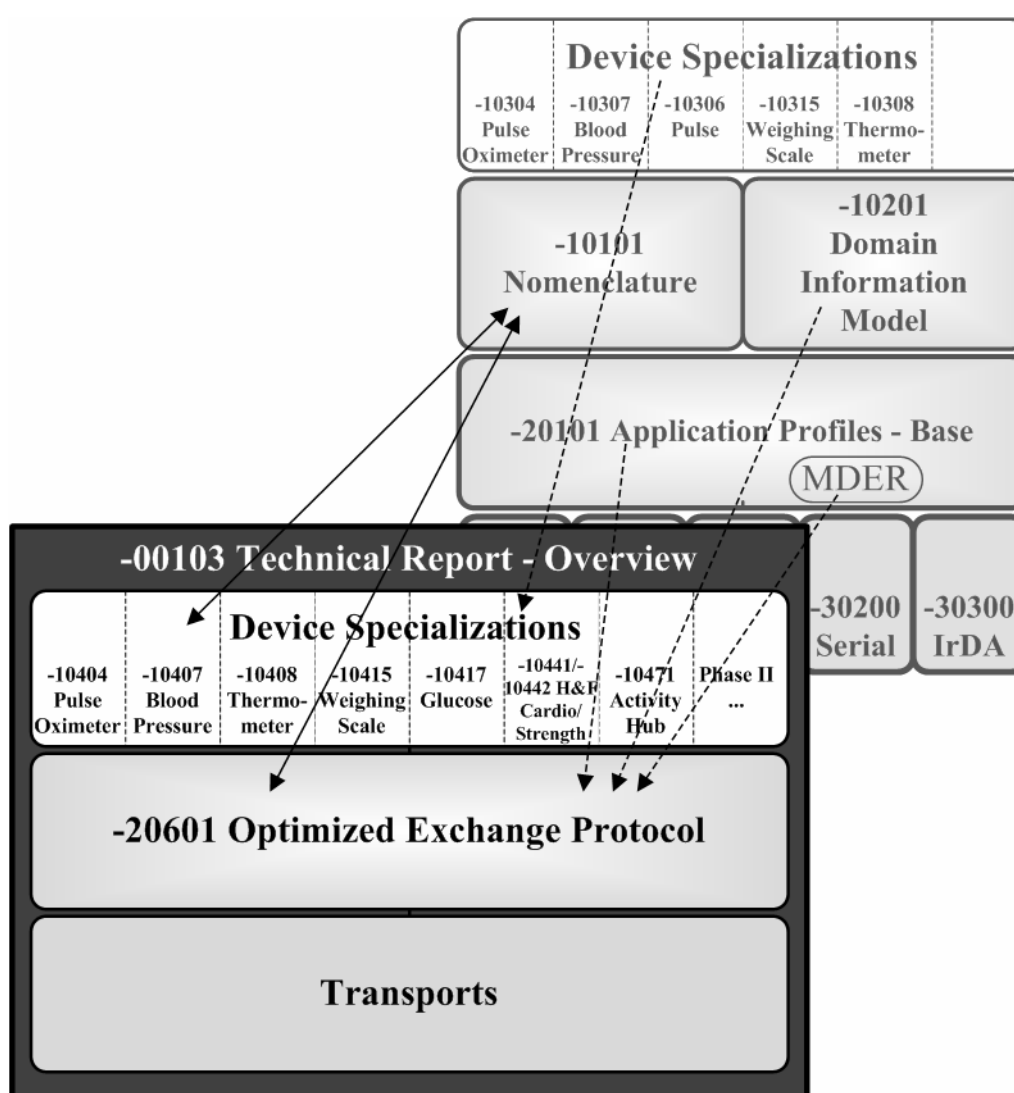 Device Specializations
-10304
Pulse
Oximeter
-10307
Blood
Pressure
-10306
Pulse
-10315
Weighing
Scale
-10308
Thermo-
meter
-10101
Nomenclature
-10201
Domain
Information
Model
-20101 Application Profiles - Base
MDER
-30200
Serial
-30300
IrDA
-00103 Technical Report - Overview
Device Specializations
-10404
Pulse
Oximeter
-10407
Blood
Pressure
-10408
Thermo-
meter
-10415
Weighing
Scale
-10417
Glucose
-10441/-
10442 H&F
Cardio/
Strength
-10471
Activity
Hub
Phase II
...
-20601 Optimized Exchange Protocol
Transports